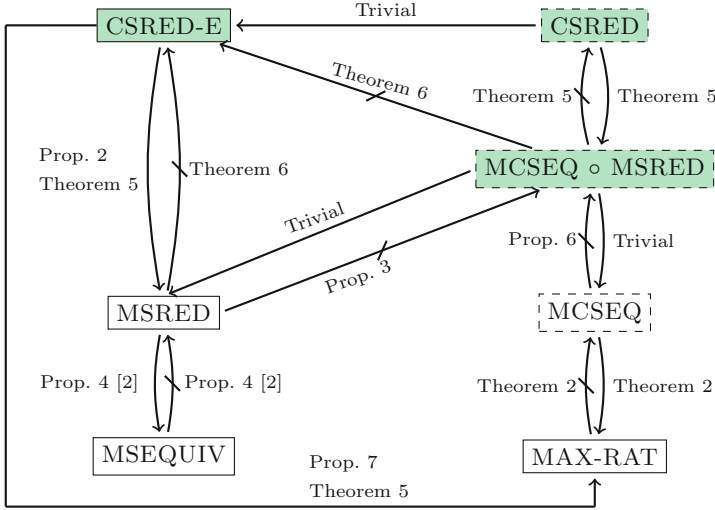 Trivial
CSRED-E
CSRED
Theorem 6
Theorem 5
Theorem 5
Prop. 2
Theorem 5
Theorem 6
MCSEQ ∘ MSRED
Trivial
Prop. 3
Prop. 6
Trivial
MSRED
MCSEQ
Prop. 4 [2]
Prop. 4 [2]
Theorem 2
Theorem 2
MSEQUIV
MAX-RAT
Prop. 7
Theorem 5